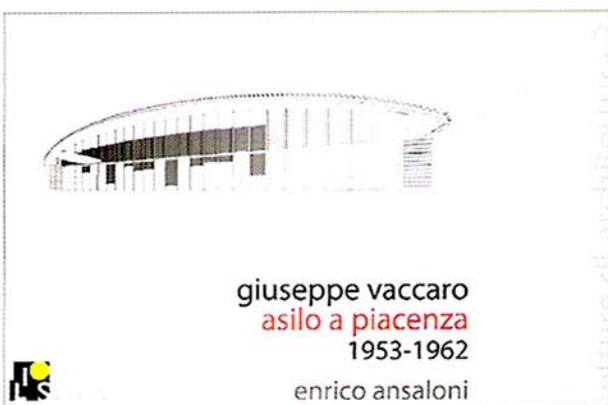 giuseppe vaccaro
asilo a piacenza
1953-1962
enrico ansaloni